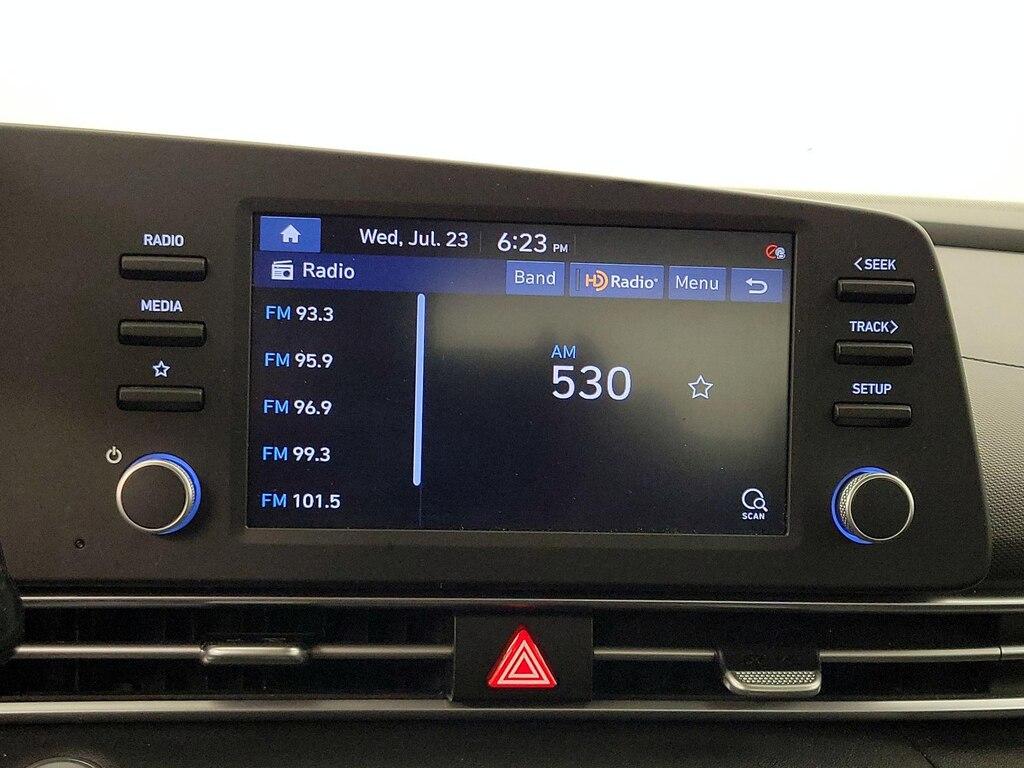 RADIO
MEDIA
Wed, Jul. 23 6:23 PM
Radio Band HD Radio Menu
FM 93.3
FM 95.9
FM 96.9
FM 99.3
FM 101.5
AM
530
SCAN
<SEEK
TRACK>
SETUP